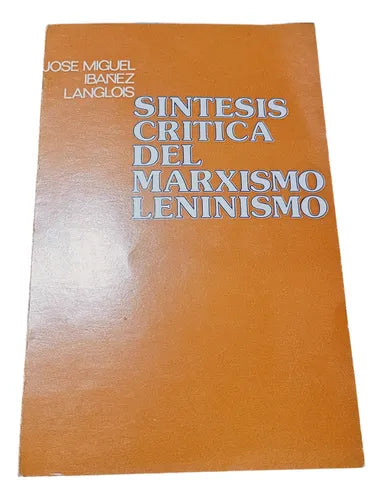 JOSE MIGUEL
IBAÑEZ
LANGLOIS
SINTESIS
CRITICA
DEL
MARXISMO
LENINISMO